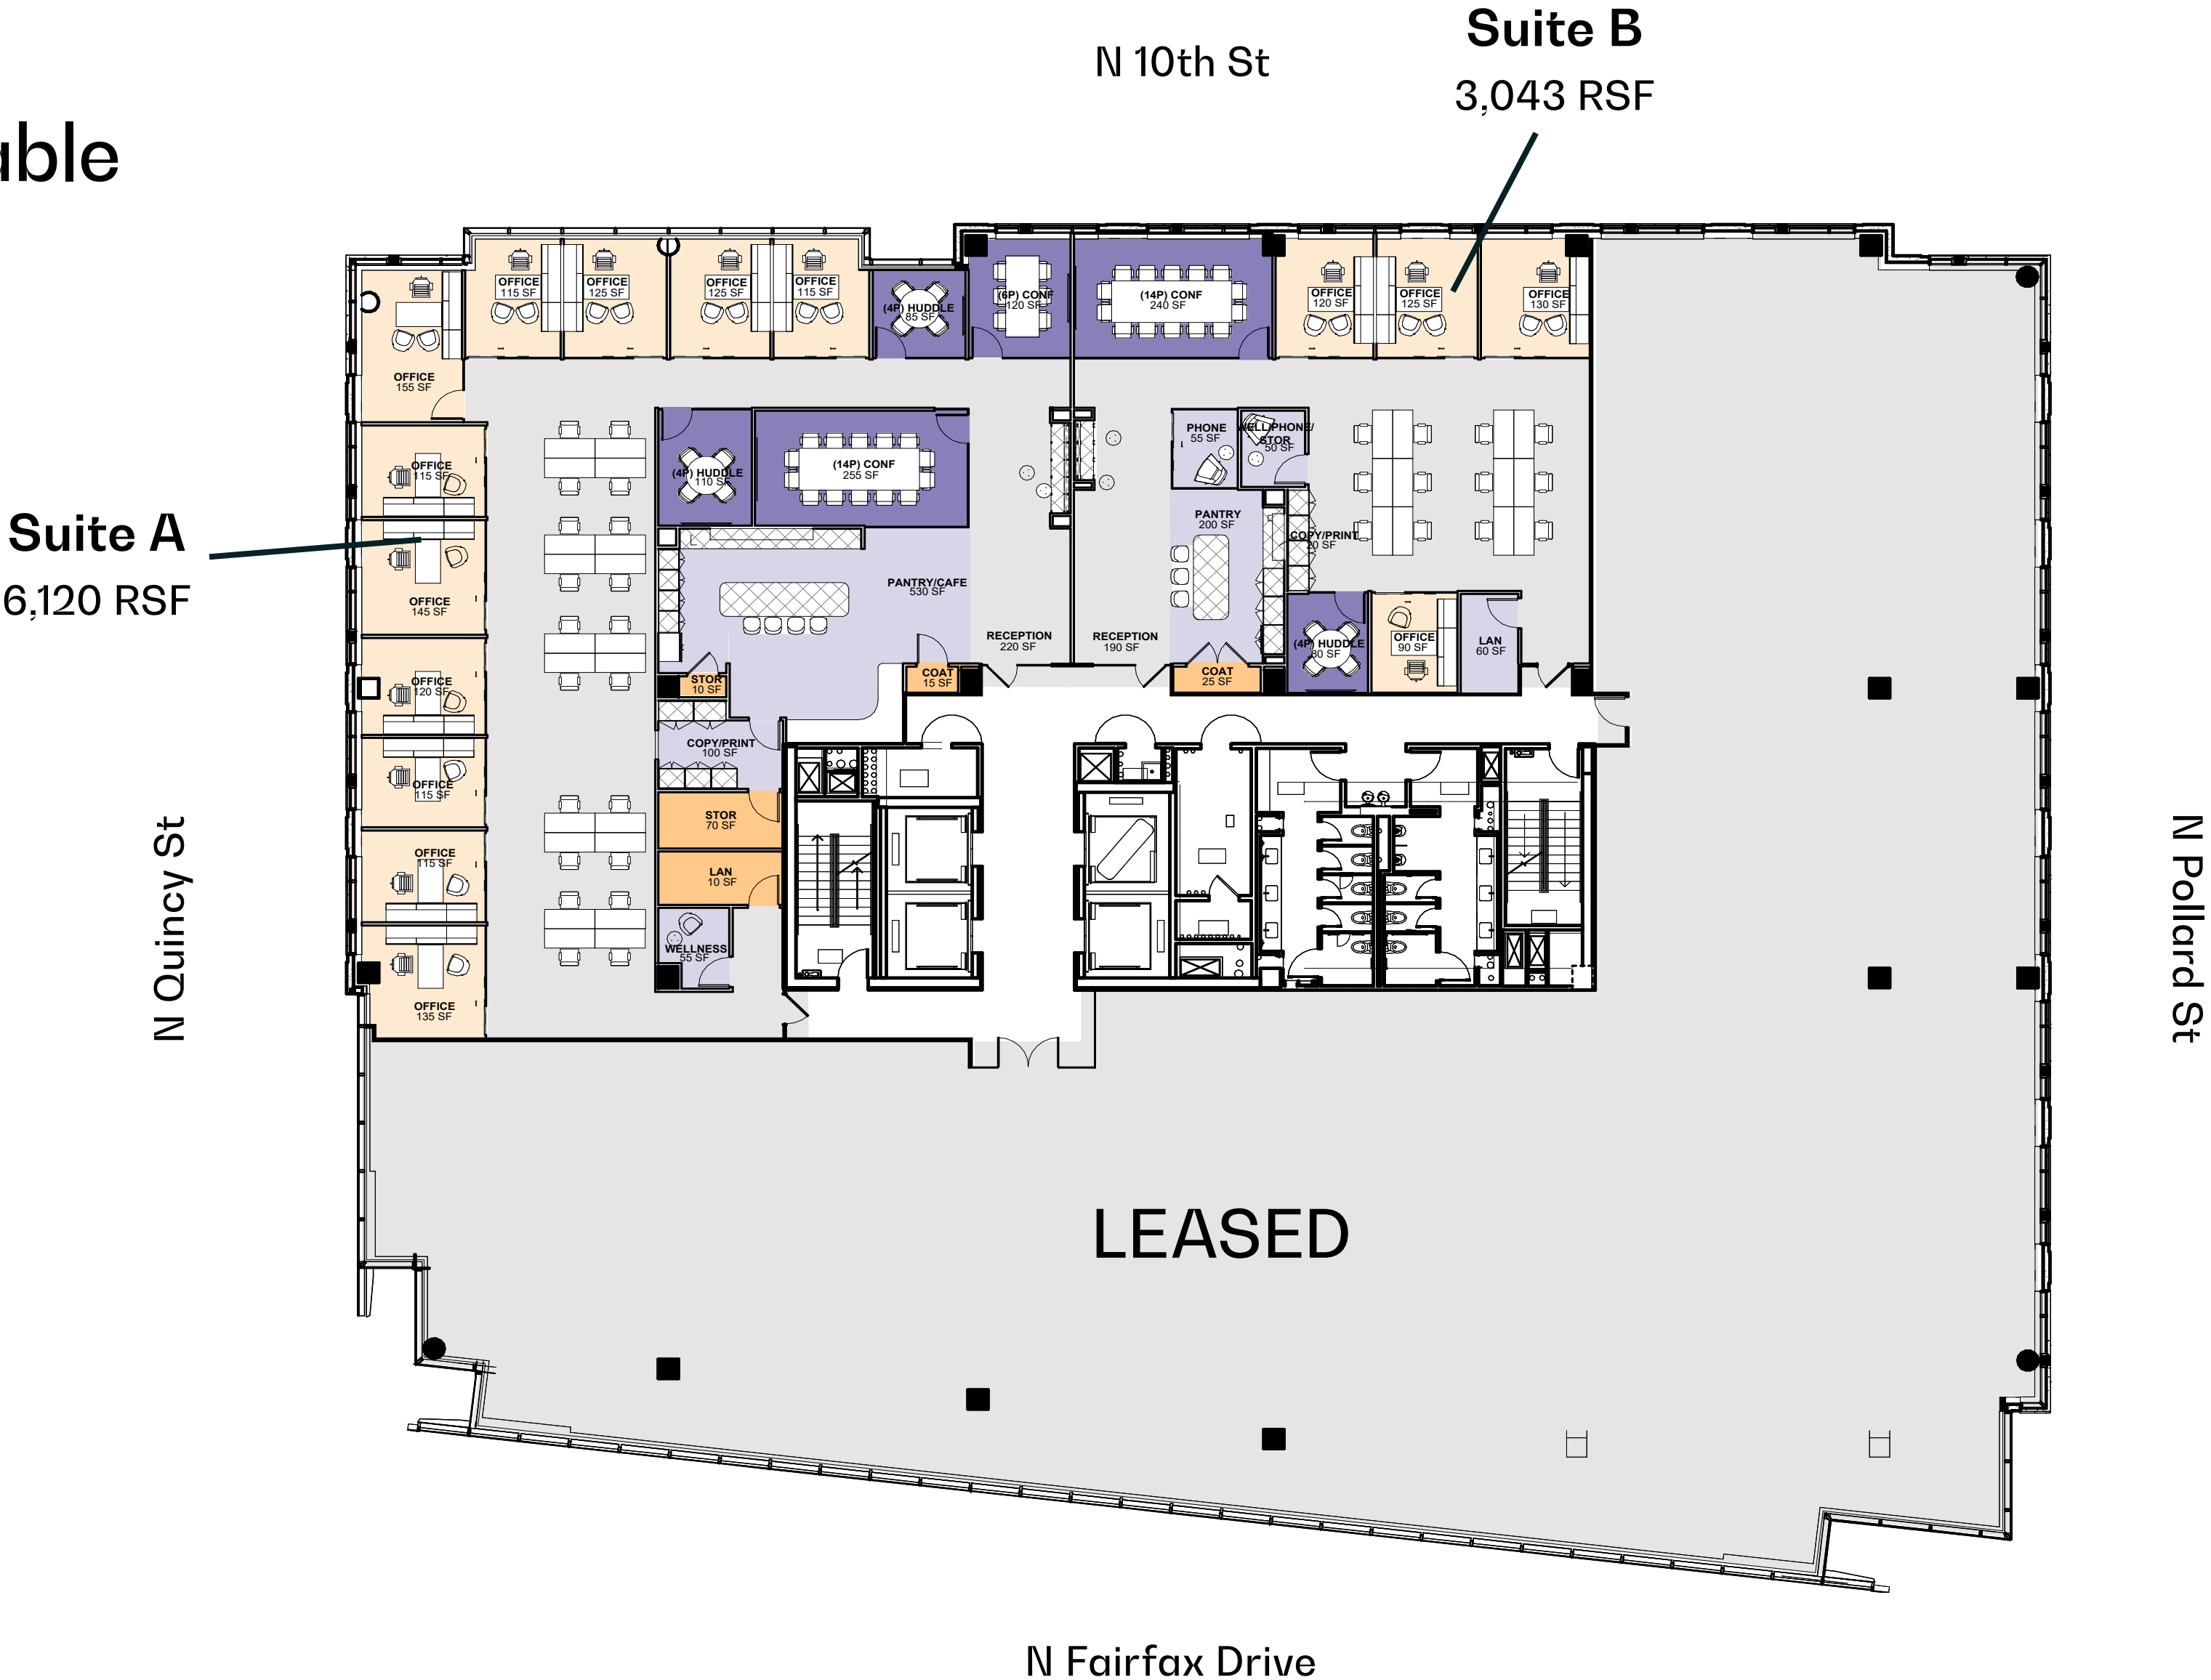 N 10th St
Suite B
3,043 RSF
OFFICE
115 SF
OFFICE
125 SF
OFFICE
125 SF
OFFICE
115 SF
(4P) HUDDLE
85 SF
(6P) CONF
120 SF
(14P) CONF
240 SF
OFFICE
120 SF
OFFICE
125 SF
OFFICE
130 SF
OFFICE
155 SF
Suite A
6,120 RSF
OFFICE
115 SF
OFFICE
145 SF
OFFICE
120 SF
OFFICE
115 SF
OFFICE
115 SF
OFFICE
135 SF
(4P) HUDDLE
110 SF
(14P) CONF
255 SF
PANTRY/CAFE
530 SF
RECEPTION
220 SF
RECEPTION
190 SF
PHONE
55 SF
STOR
50 SF
PANTRY
200 SF
COPY/PRINT
20 SF
(4P) HUDDLE
80 SF
OFFICE
90 SF
LAN
60 SF
STOR
10 SF
COAT
15 SF
COAT
25 SF
COPY/PRINT
100 SF
STOR
70 SF
LAN
10 SF
WELLNESS
55 SF
N Quincy St
N Pollard St
LEASED
N Fairfax Drive